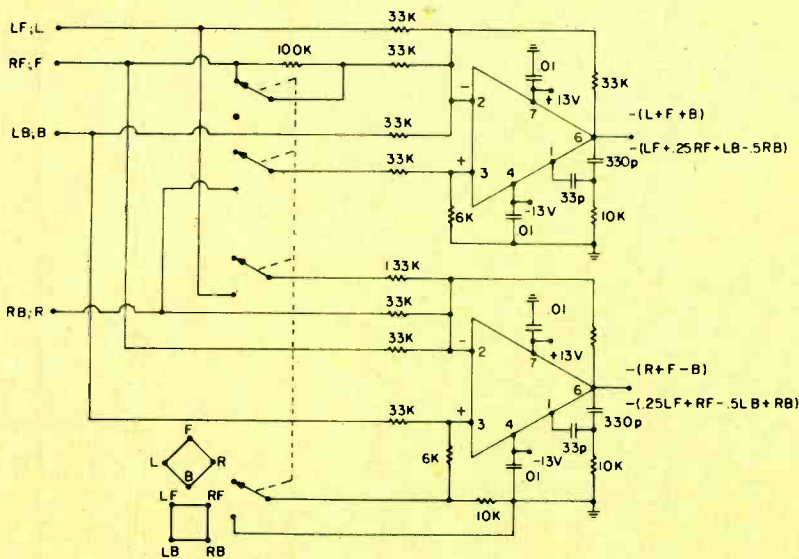 LF;L
33K
RF;F
100K
33K
.01
33K
+13V
-
2
7
-(L+F+B)
LB;B
33K
6
-(LF+.25RF+LB-.5RB)
+
3
4
1
330p
33K
-13V
33p
6K
.01
10K
133K
RB;R
33K
.01
33K
-
2
+13V
7
-(R+F-B)
6
-(.25LF+RF-.5LB+RB)
33K
+
3
4
1
330p
33p
F
6K
-13V
L
R
.01
10K
B
LF
RF
10K
LB
RB